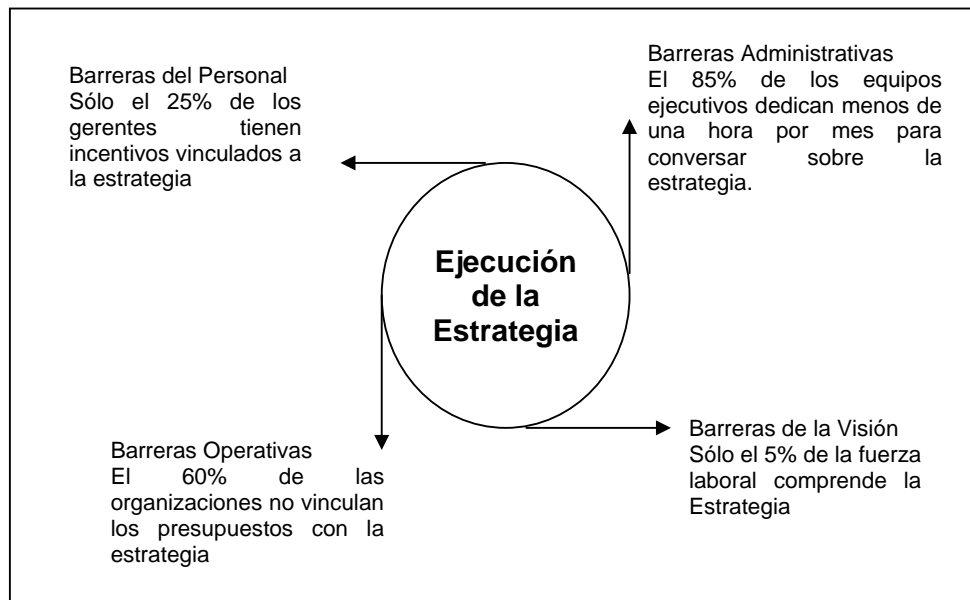 Barreras del Personal
Sólo el 25% de los
gerentes tienen
incentivos vinculados a
la estrategia
Barreras Administrativas
El 85% de los equipos
ejecutivos dedican menos de
una hora por mes para
conversar sobre la
estrategia.
Ejecución
de la
Estrategia
Barreras Operativas
El 60% de las
organizaciones no vinculan
los presupuestos con la
estrategia
Barreras de la Visión
Sólo el 5% de la fuerza
laboral comprende la
Estrategia